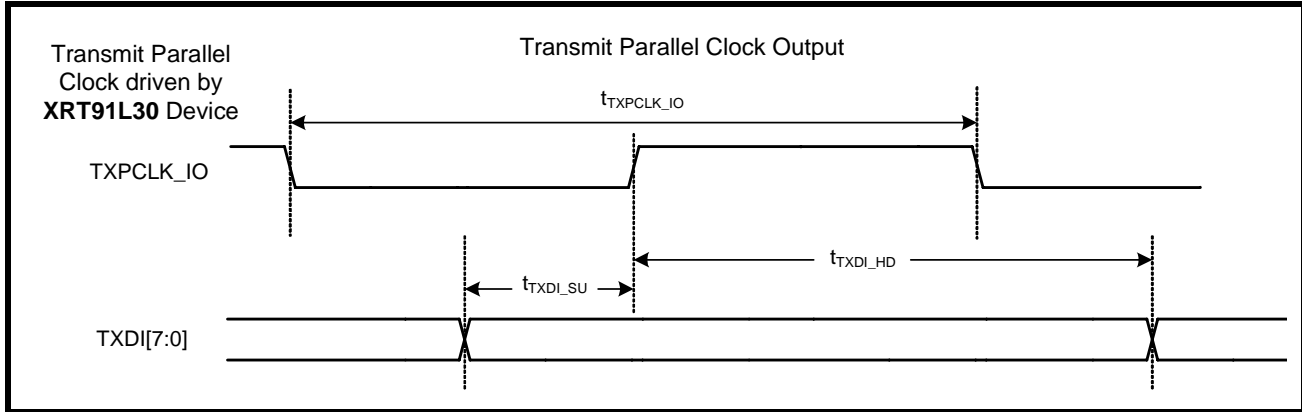 Transmit Parallel
Clock driven by
XRT91L30 Device
Transmit Parallel Clock Output
tTXPCLK_IO
TXPCLK_IO
tTXDI_HD
tTXDI_SU
TXDI[7:0]